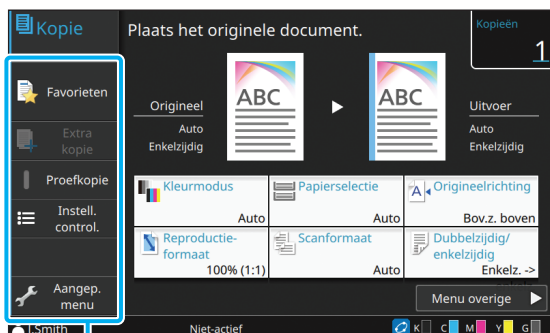 Kopie
Plaats het originele document.
Kopieën
1
Favorieten
Extra
kopie
Proefkopie
Instell.
control.
Aangep.
menu
Origineel
Auto
Enkelzijdig
ABC
ABC
Uitvoer
Auto
Enkelzijdig
Kleurmodus
Auto
Papierselectie
Auto
A
Origineelrichting
Bov.z. boven
Reproductie-
formaat
100% (1:1)
Scanformaat
Auto
Dubbelzijdig/
enkelzijdig
Enkelz. ->
Menu overige
J.Smith
Niet-actief
K C M Y G